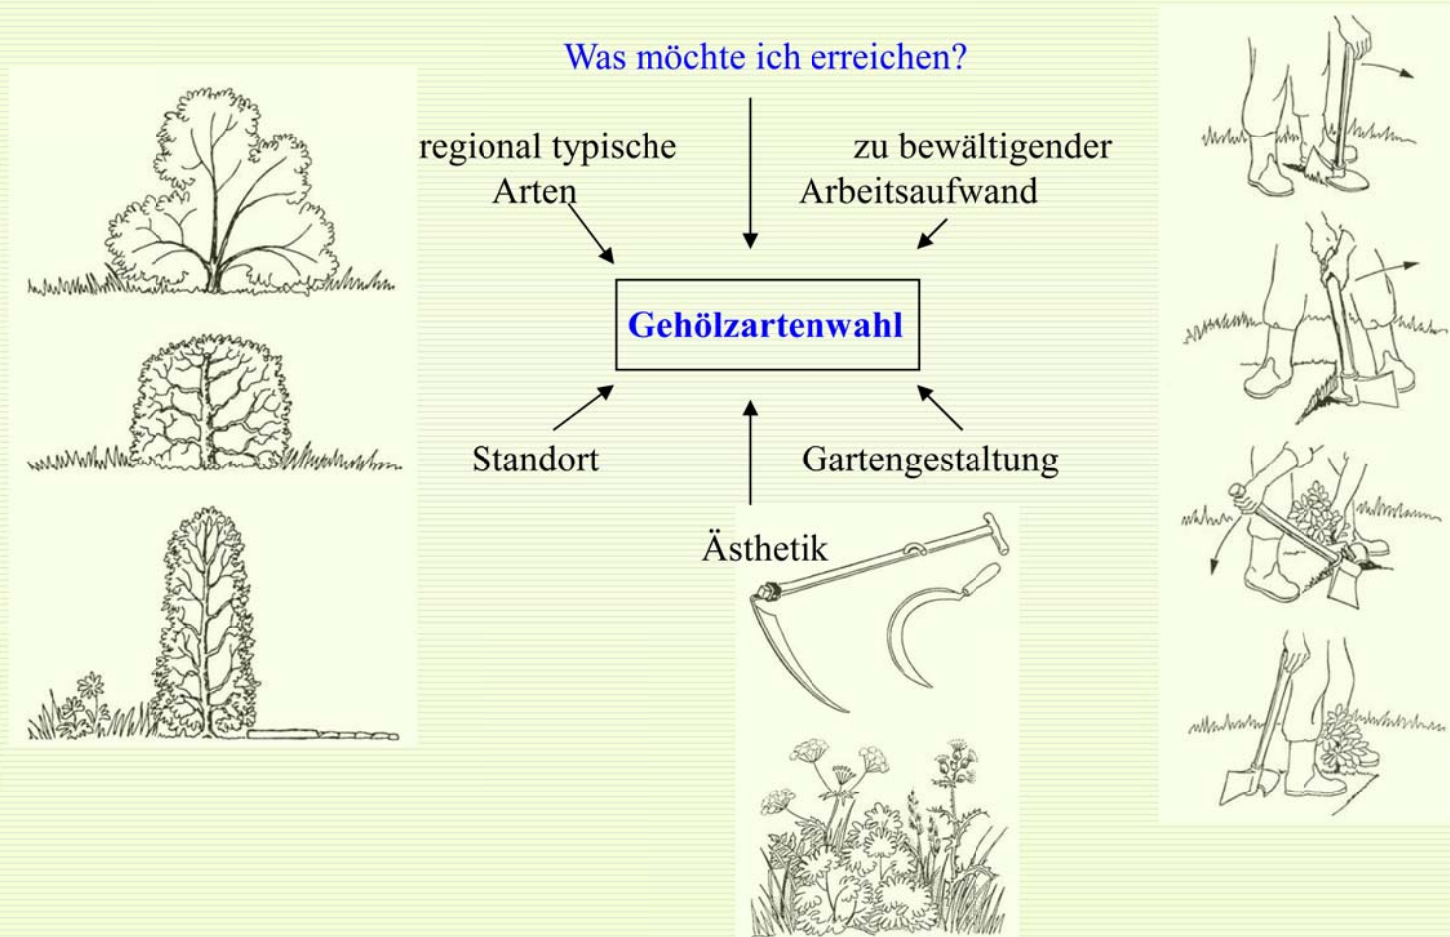 Was möchte ich erreichen?
regional typische
Arten
zu bewältigender
Arbeitsaufwand
Gehölzartenwahl
Standort
Gartengestaltung
Ästhetik